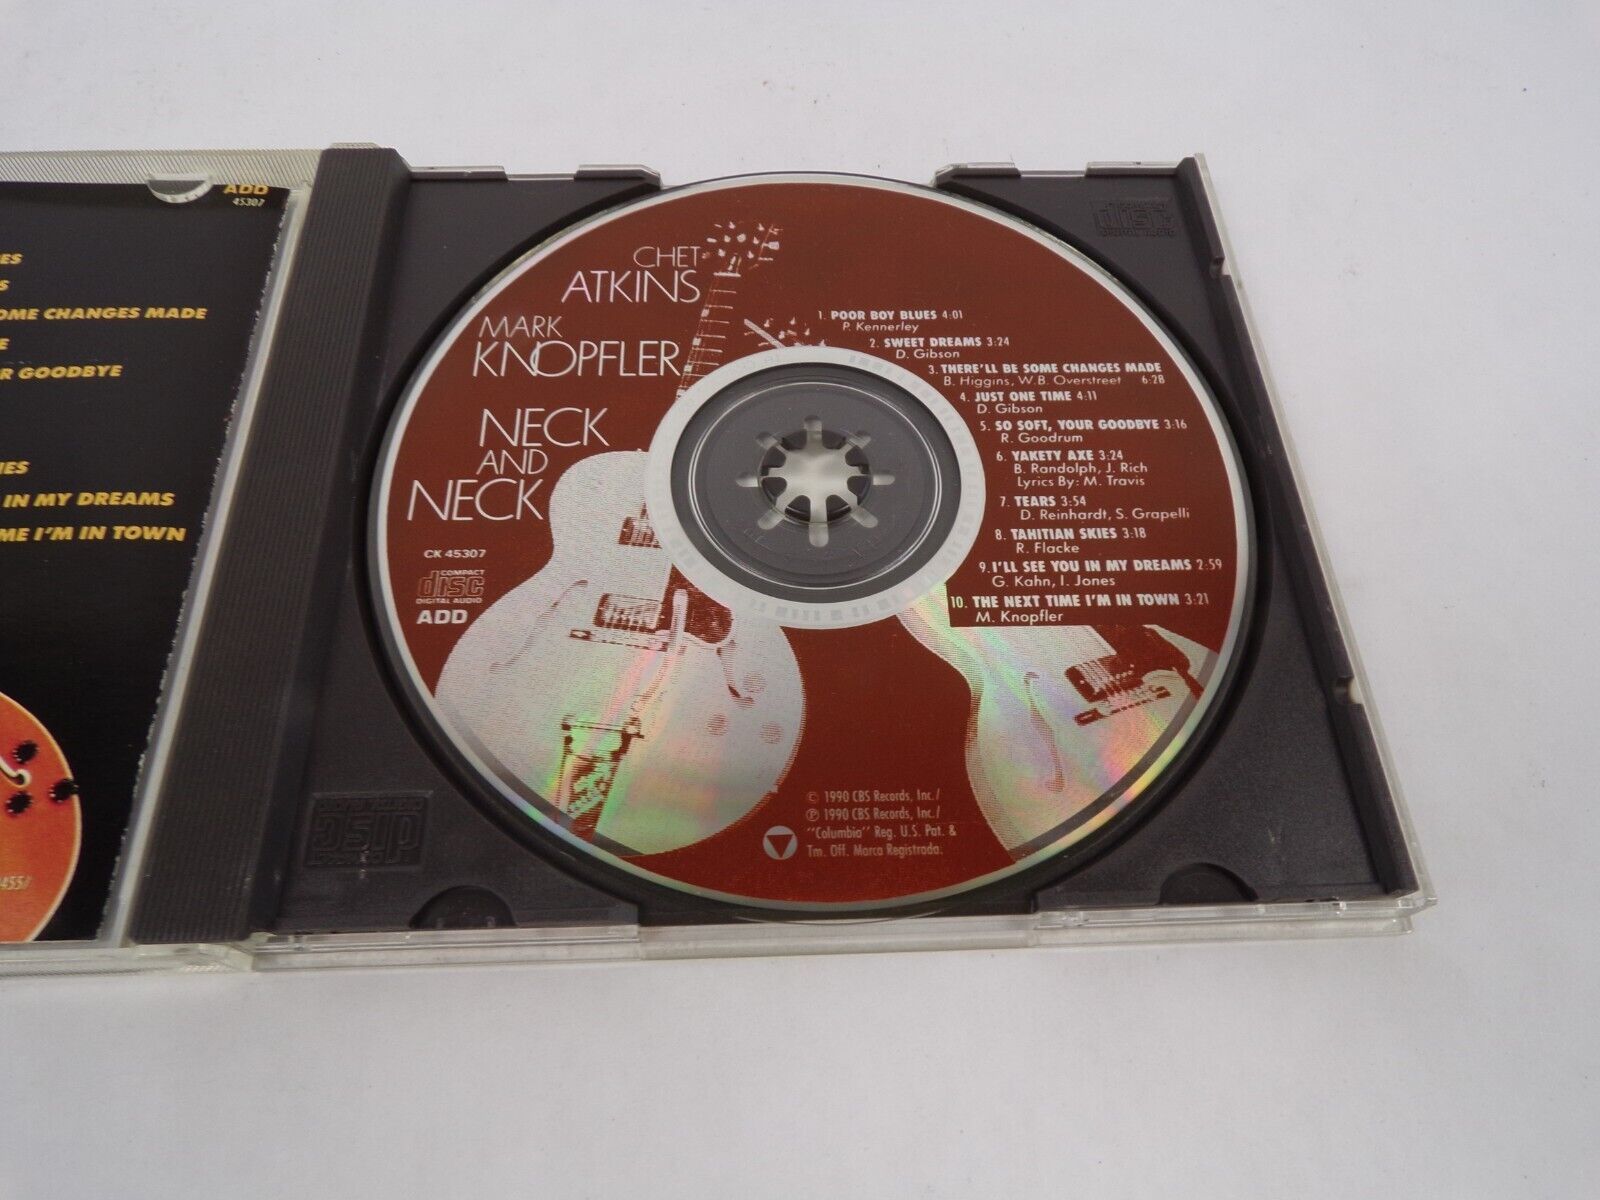 ADD
45307
OME CHANGES MADE
R GOODBYE
IN MY DREAMS
ME I'M IN TOWN
CHET
ATKINS
MARK
KNOPFLER
NECK
AND
NECK
CK 45307
COMPACT
disc
DIGITAL AUDIO
ADD
1. POOR BOY BLUES 4:01
P. Kennerley
2. SWEET DREAMS 3:24
D. Gibson
3. THERE'LL BE SOME CHANGES MADE
B. Higgins, W.B. Overstreet 6:28
4. JUST ONE TIME 4:11
D. Gibson
5. SO SOFT, YOUR GOODBYE 3:16
R. Goodrum
6. YAKETY AXE 3:24
B. Randolph, J. Rich
Lyrics By: M. Travis
7. TEARS 3:54
D. Reinhardt, S. Grapelli
8. TAHITIAN SKIES 3:18
R. Flacke
9. I'LL SEE YOU IN MY DREAMS 2:59
G. Kahn, I. Jones
10. THE NEXT TIME I'M IN TOWN 3:21
M. Knopfler
© 1990 CBS Records, Inc./
℗ 1990 CBS Records, Inc./
"Columbia" Reg. U.S. Pat. &
Tm. Off. Marca Registrada.
COMPACT
disc
DIGITAL AUDIO